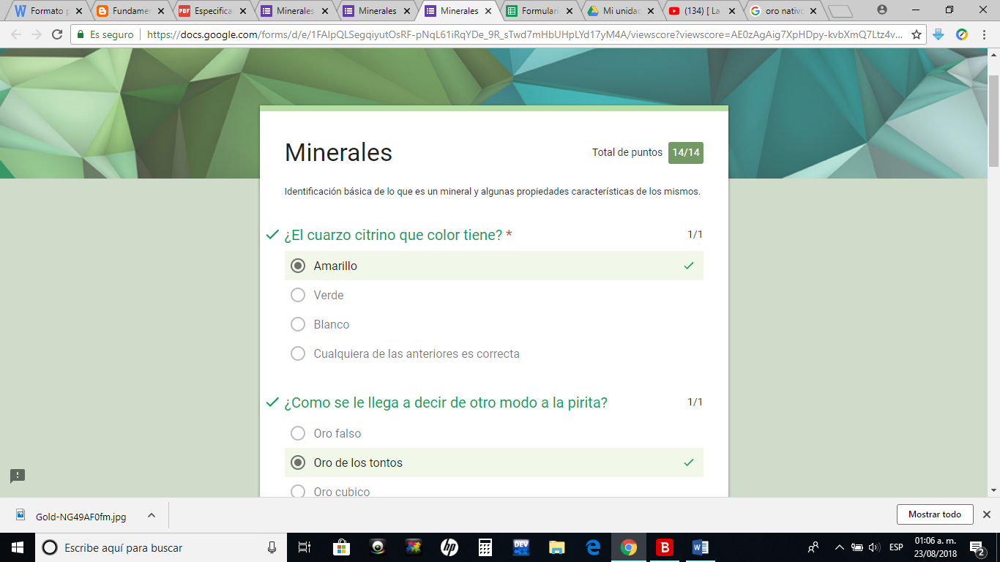 Formato p
Fundamen
PDF Especifica
Minerales
Minerales
Minerales
Formulari
Mi unidad
(134) [ La
oro nativo
Es seguro https://docs.google.com/forms/d/e/1FAIpQLSegqiyutOsRF-pNqL61iRqYDe_9R_sTwd7mHbUHpLYd17yM4A/viewscore?viewscore=AE0zAgAig7XpHDpy-kvbXmQ7Ltz4v...
Minerales
Total de puntos 14/14
Identificación básica de lo que es un mineral y algunas propiedades características de los mismos.
¿El cuarzo citrino que color tiene? * 1/1
Amarillo
Verde
Blanco
Cualquiera de las anteriores es correcta
¿Como se le llega a decir de otro modo a la pirita? 1/1
Oro falso
Oro de los tontos
Oro cubico
Gold-NG49AF0fm.jpg
Mostrar todo
Escribe aquí para buscar
hp
DEV
B
ESP
01:06 a. m.
23/08/2018
2